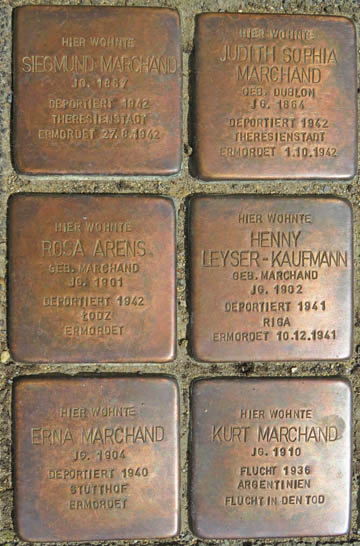 HIER WOHNTE
SIEGMUND MARCHAND
JG. 1867
DEPORTIERT 1942
THERESIENSTADT
ERMORDET 27.8.1942
HIER WOHNTE
JUDITH SOPHIA
MARCHAND
GEB. DUBLON
JG. 1864
DEPORTIERT 1942
THERESIENSTADT
ERMORDET 1.10.1942
HIER WOHNTE
ROSA ARENS
GEB. MARCHAND
JG. 1901
DEPORTIERT 1942
ŁODZ
ERMORDET
HIER WOHNTE
HENNY
LEYSER-KAUFMANN
GEB. MARCHAND
JG. 1902
DEPORTIERT 1941
RIGA
ERMORDET 10.12.1941
HIER WOHNTE
ERNA MARCHAND
JG. 1904
DEPORTIERT 1940
STUTTHOF
ERMORDET
HIER WOHNTE
KURT MARCHAND
JG. 1910
FLUCHT 1936
ARGENTINIEN
FLUCHT IN DEN TOD